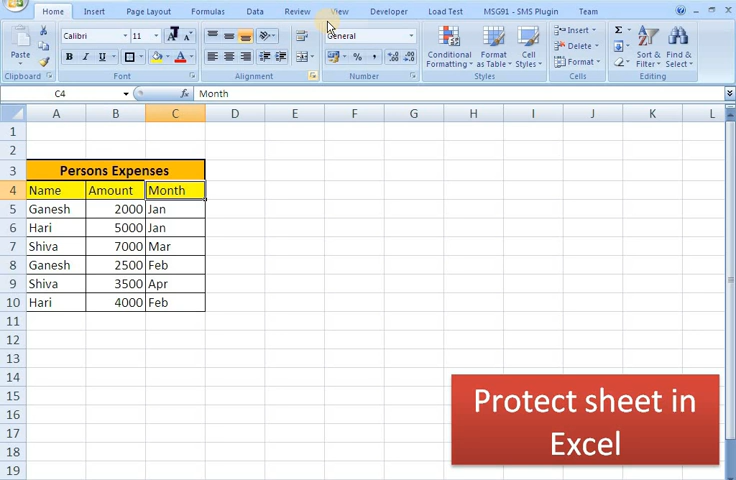 Home Insert Page Layout Formulas Data Review View Developer Load Test MSG91 - SMS Plugin Team
Calibri 11 General Insert Σ
Paste Conditional Format Cell Delete Sort & Find &
B I U % , Formatting as Table Styles Format Filter Select
Clipboard Font Alignment Number Styles Cells Editing
C4 fx Month
A B C D E F G H I J K L
1
2
3 Persons Expenses
4 Name Amount Month
5 Ganesh 2000 Jan
6 Hari 5000 Jan
7 Shiva 7000 Mar
8 Ganesh 2500 Feb
9 Shiva 3500 Apr
10 Hari 4000 Feb
11
12
13
14
15
16
17
18
19
Protect sheet in
Excel